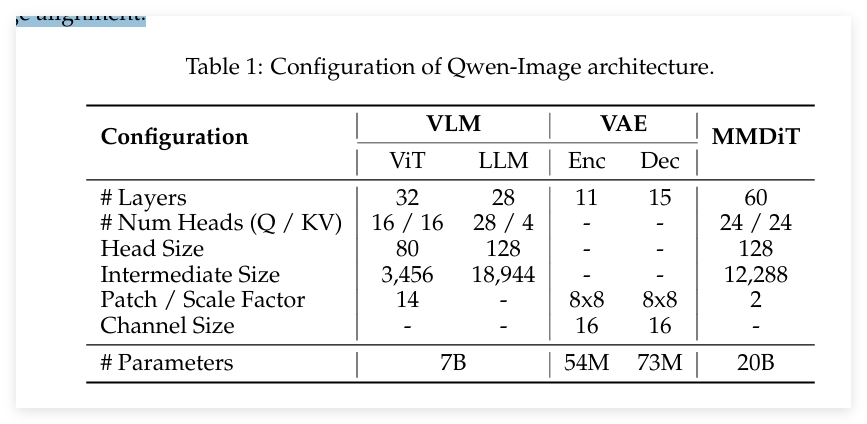 ge alignment.
Table 1: Configuration of Qwen-Image architecture.
Configuration VLM VAE MMDiT
ViT LLM Enc Dec
# Layers 32 28 11 15 60
# Num Heads (Q / KV) 16 / 16 28 / 4 - - 24 / 24
Head Size 80 128 - - 128
Intermediate Size 3,456 18,944 - - 12,288
Patch / Scale Factor 14 - 8x8 8x8 2
Channel Size - - 16 16 -
# Parameters 7B 54M 73M 20B